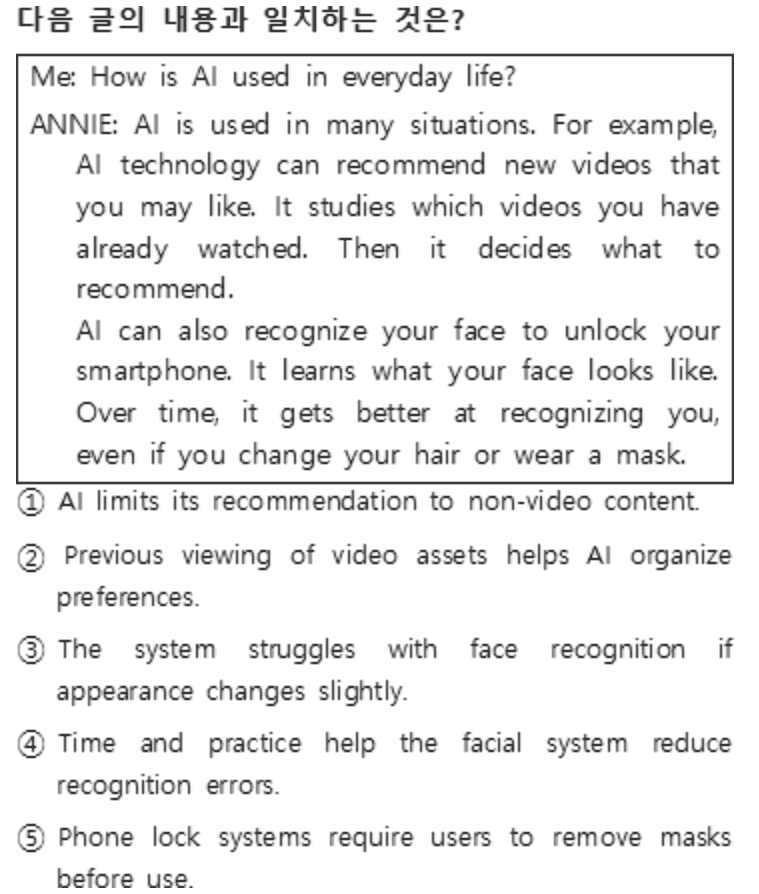 다음 글의 내용과 일치하는 것은?
Me: How is AI used in everyday life?
ANNIE: AI is used in many situations. For example,
AI technology can recommend new videos that
you may like. It studies which videos you have
already watched. Then it decides what to
recommend.
AI can also recognize your face to unlock your
smartphone. It learns what your face looks like.
Over time, it gets better at recognizing you,
even if you change your hair or wear a mask.
① AI limits its recommendation to non-video content.
② Previous viewing of video assets helps AI organize
preferences.
③ The system struggles with face recognition if
appearance changes slightly.
④ Time and practice help the facial system reduce
recognition errors.
⑤ Phone lock systems require users to remove masks
before use.